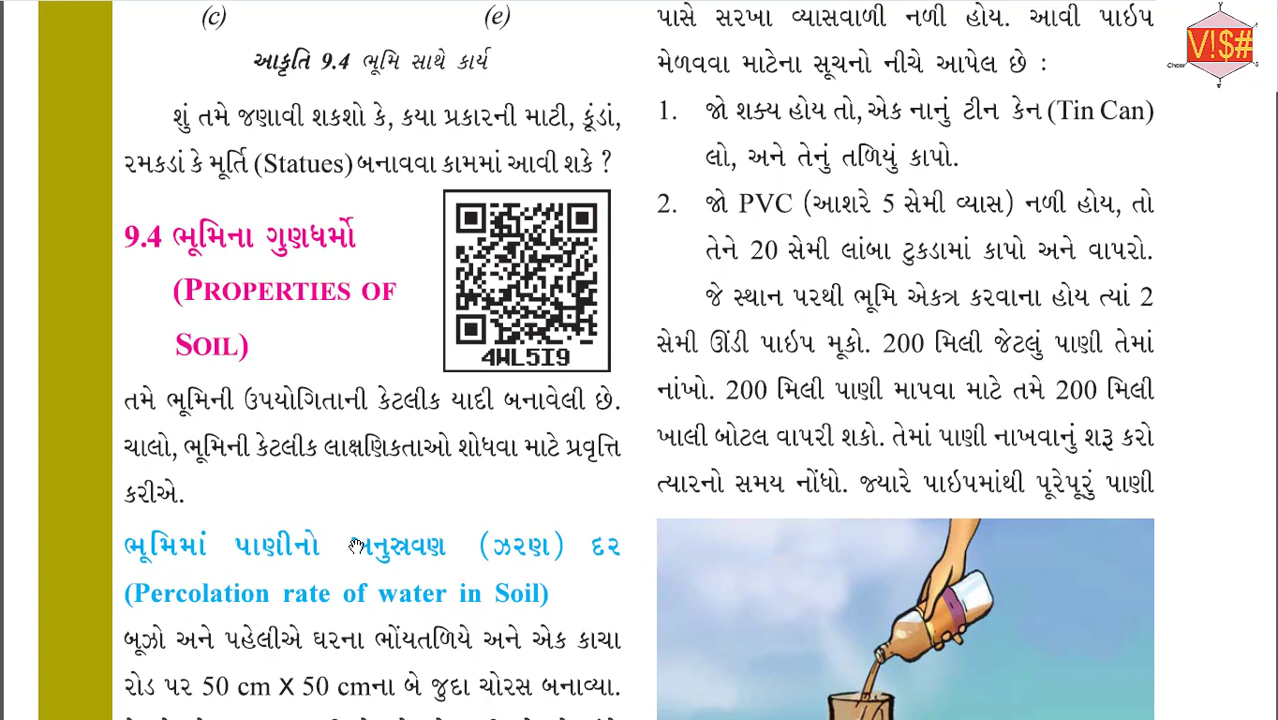 (c) (e)
આકૃતિ 9.4 ભૂમિ સાથે કાર્ય
શું તમે જણાવી શકશો કે, કયા પ્રકારની માટી, કૂંડાં,
રમકડાં કે મૂર્તિ (Statues) બનાવવા કામમાં આવી શકે ?
9.4 ભૂમિના ગુણધર્મો
(PROPERTIES OF
SOIL)
4WL5I9
તમે ભૂમિની ઉપયોગિતાની કેટલીક યાદી બનાવેલી છે.
ચાલો, ભૂમિની કેટલીક લાક્ષણિકતાઓ શોધવા માટે પ્રવૃત્તિ
કરીએ.
ભૂમિમાં પાણીનો અનુસ્રવણ (ઝરણ) દર
(Percolation rate of water in Soil)
બૂઝો અને પહેલીએ ઘરના ભોંયતળિયે અને એક કાચા
રોડ પર 50 cm X 50 cmના બે જુદા ચોરસ બનાવ્યા.
પાસે સરખા વ્યાસવાળી નળી હોય. આવી પાઇપ
મેળવવા માટેના સૂચનો નીચે આપેલ છે :
1. જો શક્ય હોય તો, એક નાનું ટીન કેન (Tin Can)
લો, અને તેનું તળિયું કાપો.
2. જો PVC (આશરે 5 સેમી વ્યાસ) નળી હોય, તો
તેને 20 સેમી લાંબા ટુકડામાં કાપો અને વાપરો.
જે સ્થાન પરથી ભૂમિ એકત્ર કરવાના હોય ત્યાં 2
સેમી ઊંડી પાઇપ મૂકો. 200 મિલી જેટલું પાણી તેમાં
નાંખો. 200 મિલી પાણી માપવા માટે તમે 200 મિલી
ખાલી બોટલ વાપરી શકો. તેમાં પાણી નાખવાનું શરૂ કરો
ત્યારનો સમય નોંધો. જ્યારે પાઇપમાંથી પૂરેપૂરું પાણી
V!$#